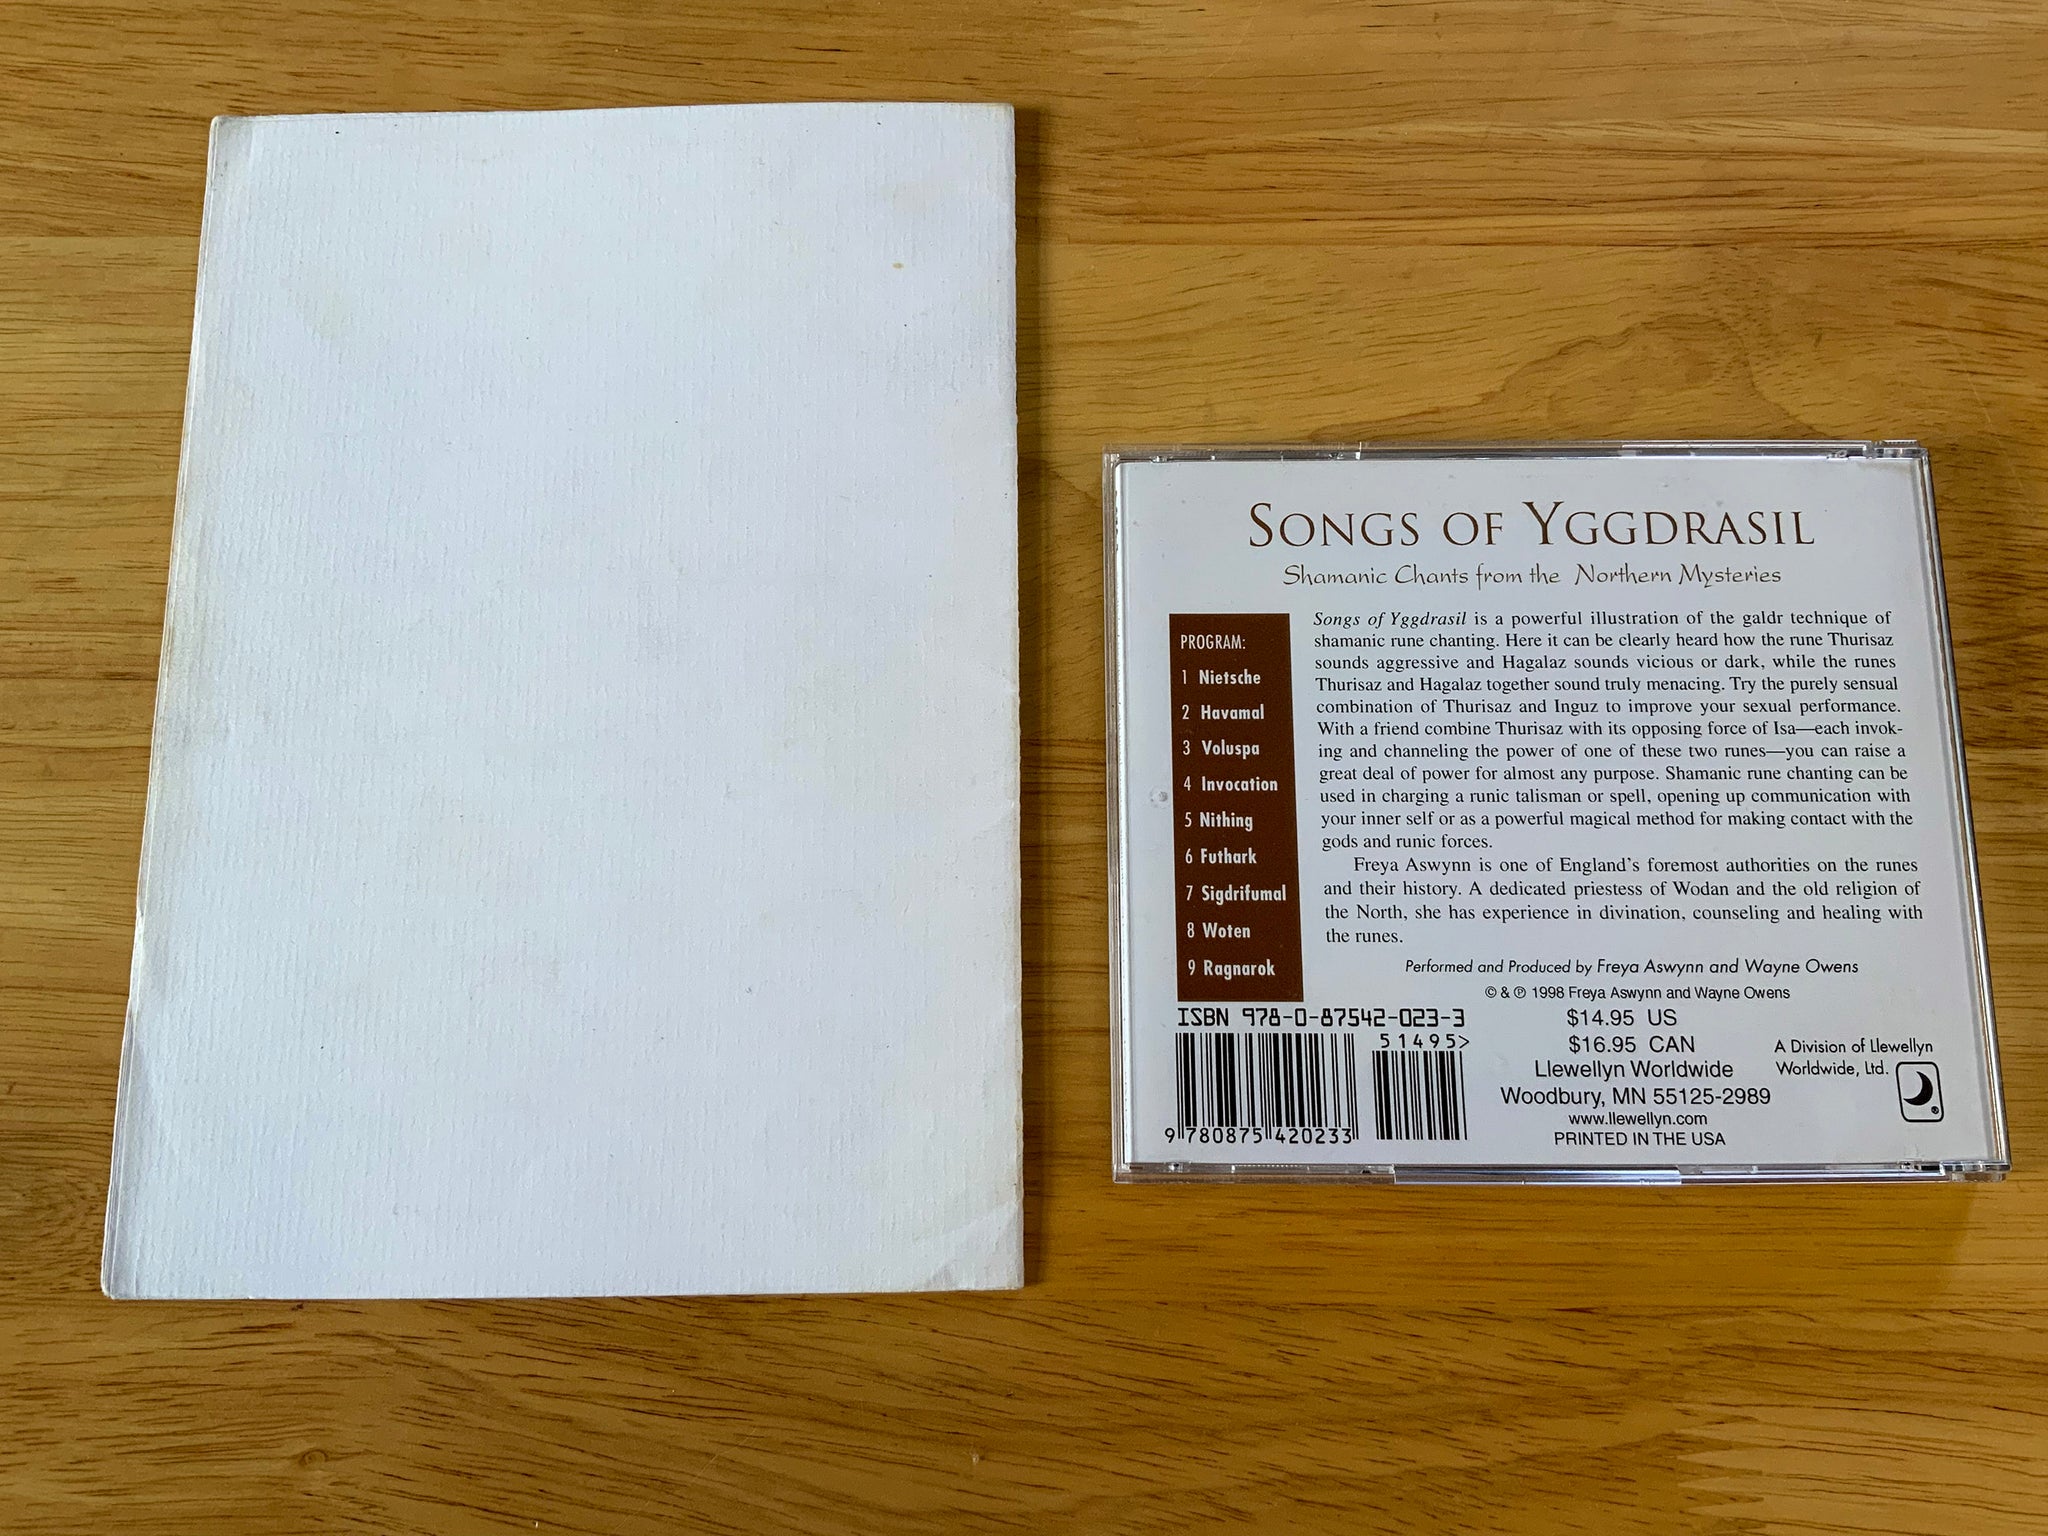 SONGS OF YGGDRASIL
Shamanic Chants from the Northern Mysteries
PROGRAM:
1 Nietsche
2 Havamal
3 Voluspa
4 Invocation
5 Nithing
6 Futhark
7 Sigdrifumal
8 Woten
9 Ragnarok
Songs of Yggdrasil is a powerful illustration of the galdr technique of
shamanic rune chanting. Here it can be clearly heard how the rune Thurisaz
sounds aggressive and Hagalaz sounds vicious or dark, while the runes
Thurisaz and Hagalaz together sound truly menacing. Try the purely sensual
combination of Thurisaz and Inguz to improve your sexual performance.
With a friend combine Thurisaz with its opposing force of Isa—each invok-
ing and channeling the power of one of these two runes—you can raise a
great deal of power for almost any purpose. Shamanic rune chanting can be
used in charging a runic talisman or spell, opening up communication with
your inner self or as a powerful magical method for making contact with the
gods and runic forces.
Freya Aswynn is one of England's foremost authorities on the runes
and their history. A dedicated priestess of Wodan and the old religion of
the North, she has experience in divination, counseling and healing with
the runes.
Performed and Produced by Freya Aswynn and Wayne Owens
© & ℗ 1998 Freya Aswynn and Wayne Owens
ISBN 978-0-87542-023-3
51495>
9 780875 420233
$14.95 US
$16.95 CAN
Llewellyn Worldwide
Woodbury, MN 55125-2989
www.llewellyn.com
PRINTED IN THE USA
A Division of Llewellyn
Worldwide, Ltd.
®